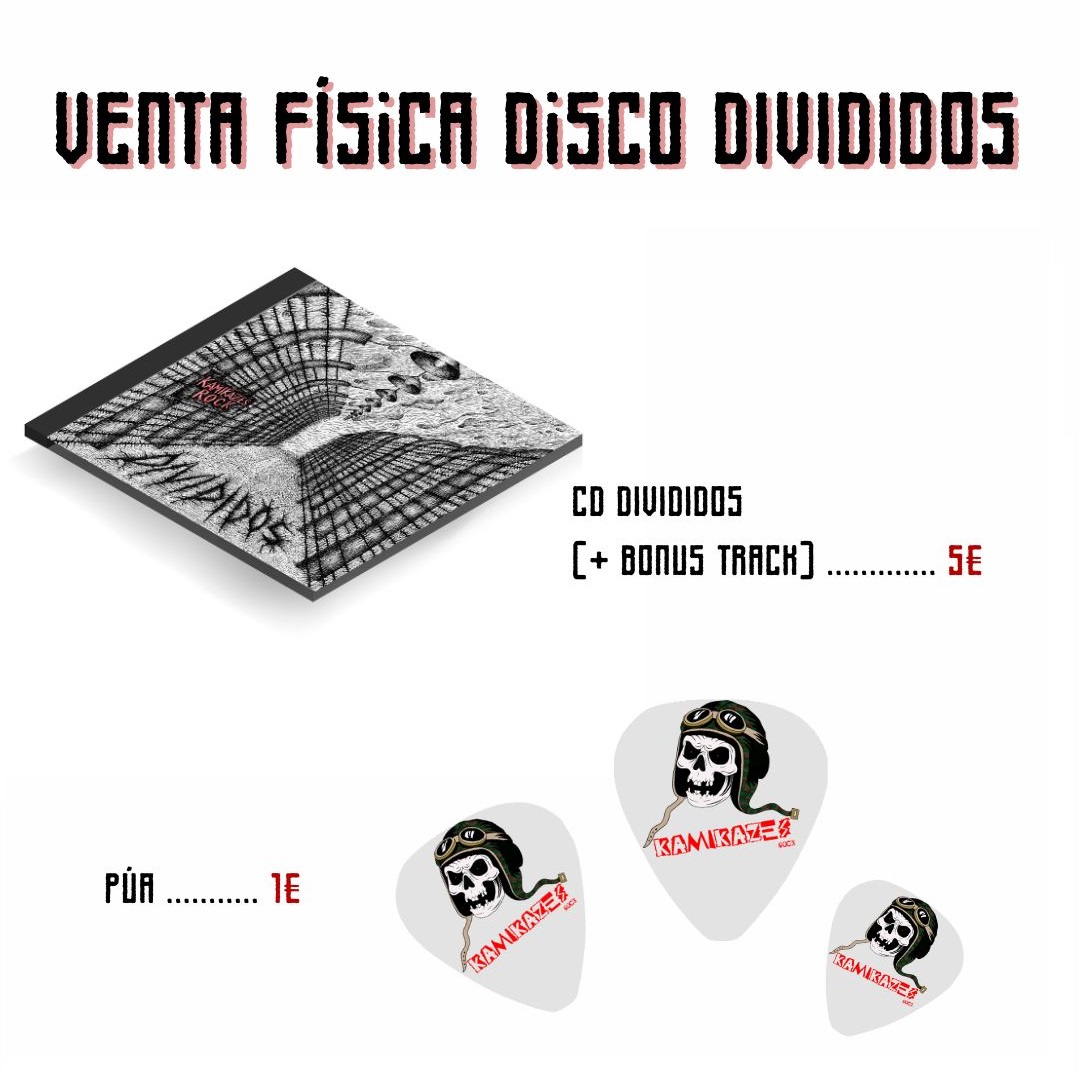 VENTA FÍSiCA DiSCO DIVIDIDOS
KAMIKAZES
ROCK
DIVIDIDOS
CD DIVIDIDOS
[+ BONUS TRACK] ............. 5€
KAMIKAZES
ROCK
PÚA ........... 1€
KAMIKAZES
ROCK
KAMIKAZES
ROCK